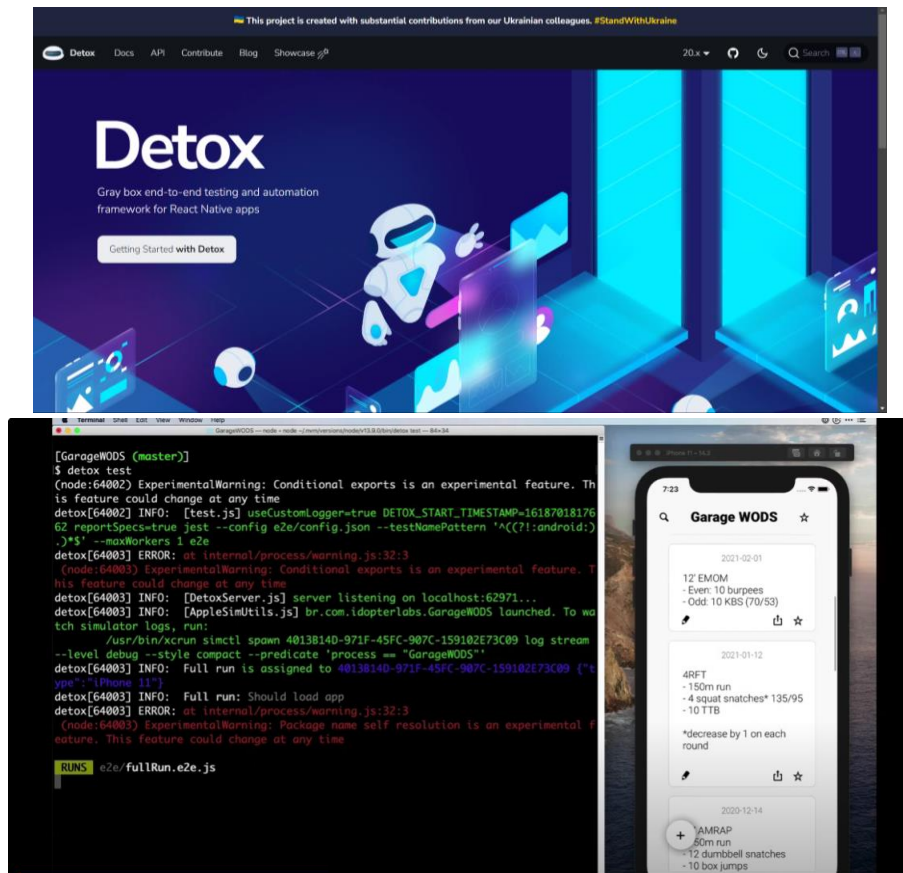 🇺🇦 This project is created with substantial contributions from our Ukrainian colleagues. #StandWithUkraine
Detox Docs API Contribute Blog Showcase 20.x Search
Detox
Gray box end-to-end testing and automation
framework for React Native apps
Getting Started with Detox
Terminal Shell Edit View Window Help
[GarageWODS (master)]
$ detox test
(node:64002) ExperimentalWarning: Conditional exports is an experimental feature. Th
is feature could change at any time
detox[64002] INFO: [test.js] useCustomLogger=true DETOX_START_TIMESTAMP=16187018176
62 reportSpecs=true jest --config e2e/config.json --testNamePattern '^((?!:android:)
.)*$' --maxWorkers 1 e2e
detox[64003] ERROR: at internal/process/warning.js:32:3
(node:64003) ExperimentalWarning: Conditional exports is an experimental feature. T
his feature could change at any time
detox[64003] INFO: [DetoxServer.js] server listening on localhost:62971...
detox[64003] INFO: [AppleSimUtils.js] br.com.idopterlabs.GarageWODS launched. To wa
tch simulator logs, run:
/usr/bin/xcrun simctl spawn 4013B14D-971F-45FC-907C-159102E73C09 log stream
--level debug --style compact --predicate 'process == "GarageWODS"'
detox[64003] INFO: Full run is assigned to 4013B14D-971F-45FC-907C-159102E73C09 {"t
ype":"iPhone 11"}
detox[64003] INFO: Full run: Should load app
detox[64003] ERROR: at internal/process/warning.js:32:3
(node:64003) ExperimentalWarning: Package name self resolution is an experimental f
eature. This feature could change at any time
RUNS e2e/fullRun.e2e.js
iPhone 11 - 14.3
7:23
Garage WODS
2021-02-01
12' EMOM
- Even: 10 burpees
- Odd: 10 KBS (70/53)
2021-01-12
4RFT
- 150m run
- 4 squat snatches* 135/95
- 10 TTB
*decrease by 1 on each
round
2020-12-14
AMRAP
run
- 12 dumbbell snatches
- 10 box jumps